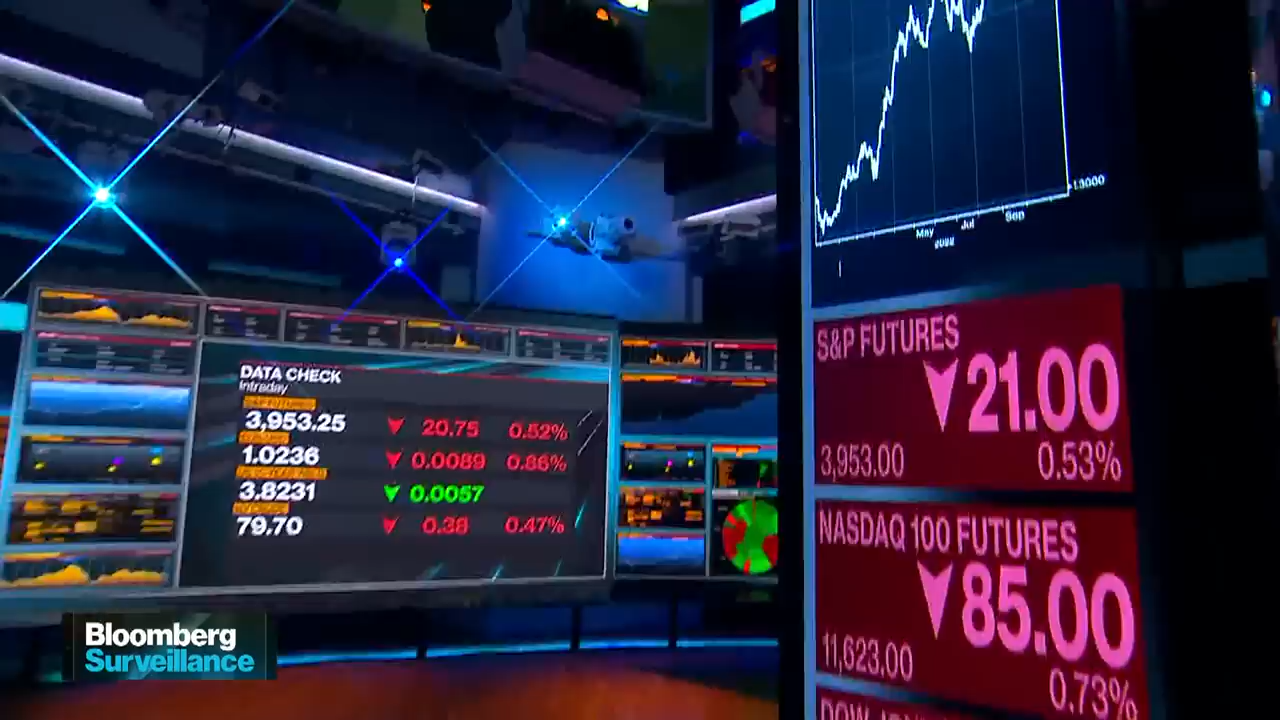 DATA CHECK
Intraday
S&P FUTURES
3,953.25 20.75 0.52%
1.0236 0.0089 0.86%
3.8231 0.0057
79.70 0.38 0.47%
13000
May Jul Sep
2022
S&P FUTURES
21.00
3,953.00 0.53%
NASDAQ 100 FUTURES
85.00
11,623.00 0.73%
Bloomberg
Surveillance